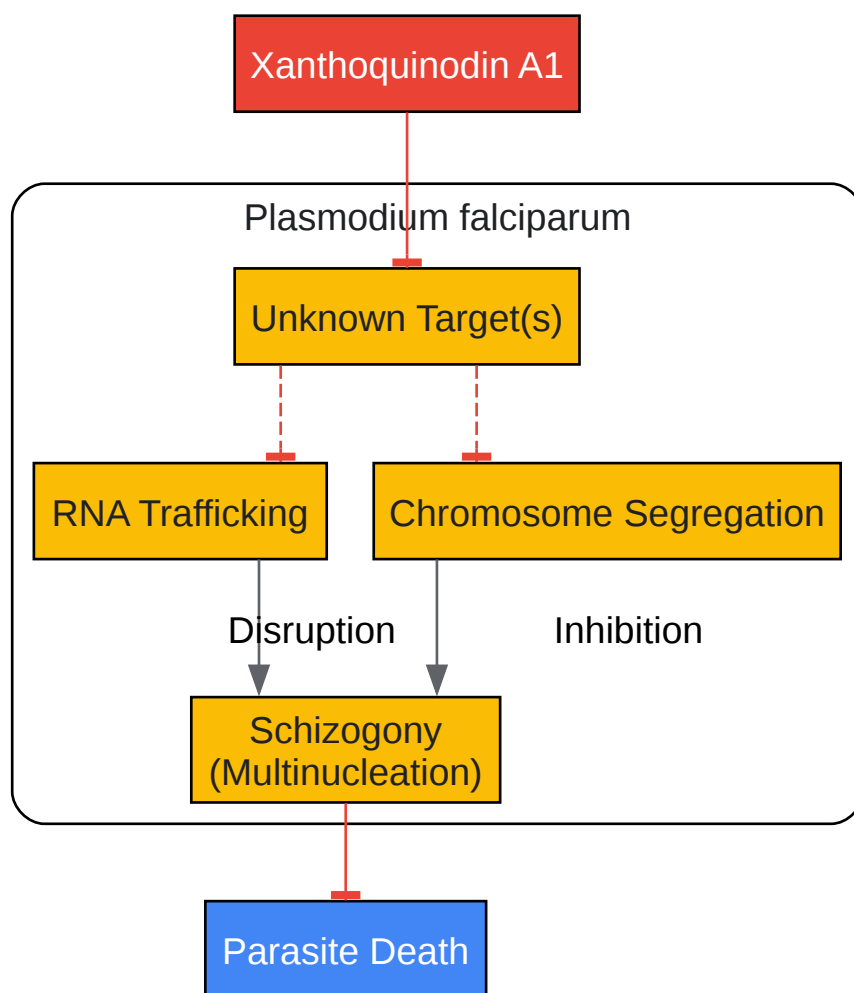 Xanthoquinodin A1
Plasmodium falciparum
Unknown Target(s)
RNA Trafficking
Chromosome Segregation
Disruption
Inhibition
Schizogony
(Multinucleation)
Parasite Death